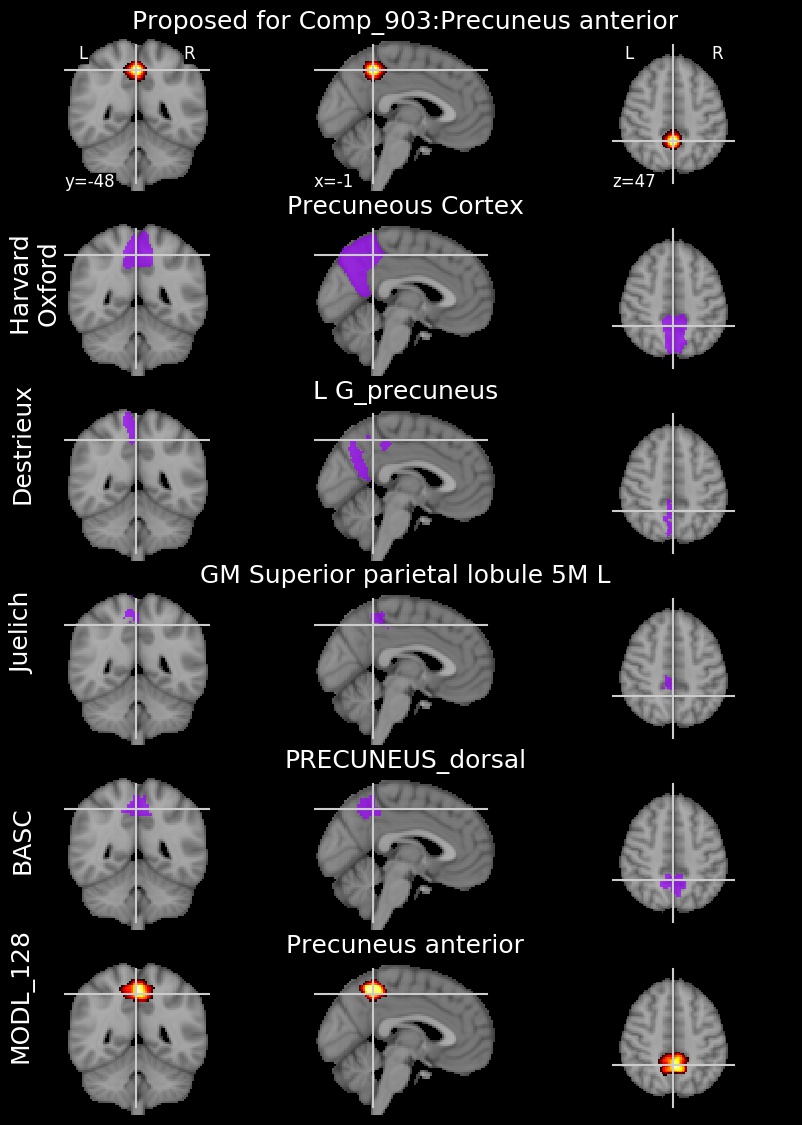 Proposed for Comp_903:Precuneus anterior
L R
L R
y=-48
x=-1
z=47
Precuneous Cortex
Harvard
Oxford
L G_precuneus
Destrieux
GM Superior parietal lobule 5M L
Juelich
PRECUNEUS_dorsal
BASC
Precuneus anterior
MODL_128